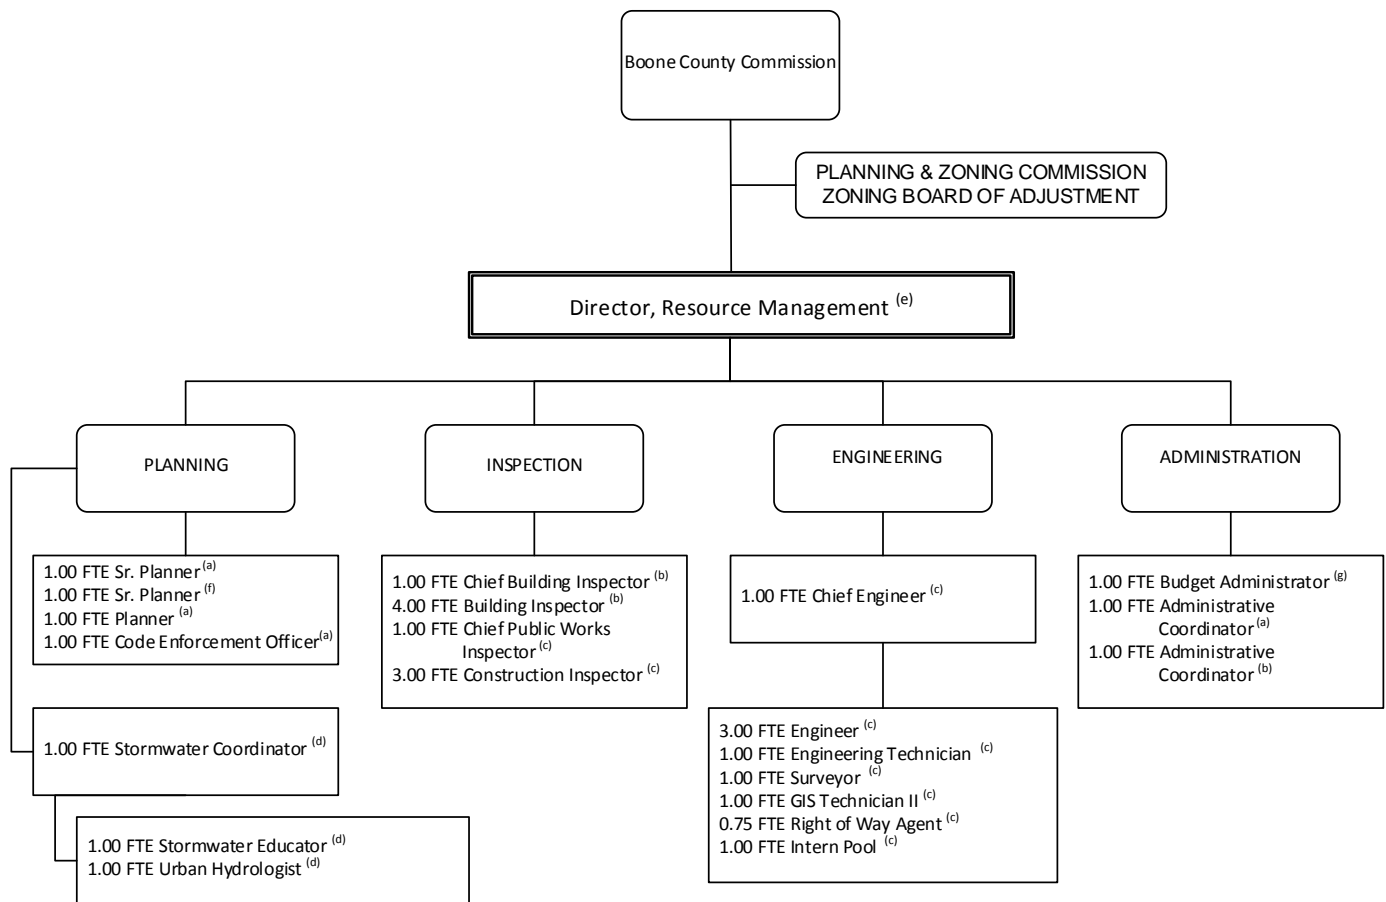 Boone County Commission
PLANNING & ZONING COMMISSION
ZONING BOARD OF ADJUSTMENT
Director, Resource Management (e)
PLANNING
INSPECTION
ENGINEERING
ADMINISTRATION
1.00 FTE Sr. Planner (a)
1.00 FTE Sr. Planner (f)
1.00 FTE Planner (a)
1.00 FTE Code Enforcement Officer(a)
1.00 FTE Chief Building Inspector (b)
4.00 FTE Building Inspector (b)
1.00 FTE Chief Public Works
Inspector (c)
3.00 FTE Construction Inspector (c)
1.00 FTE Chief Engineer (c)
1.00 FTE Budget Administrator (g)
1.00 FTE Administrative
Coordinator (a)
1.00 FTE Administrative
Coordinator (b)
1.00 FTE Stormwater Coordinator (d)
3.00 FTE Engineer (c)
1.00 FTE Engineering Technician (c)
1.00 FTE Surveyor (c)
1.00 FTE GIS Technician II (c)
0.75 FTE Right of Way Agent (c)
1.00 FTE Intern Pool (c)
1.00 FTE Stormwater Educator (d)
1.00 FTE Urban Hydrologist (d)